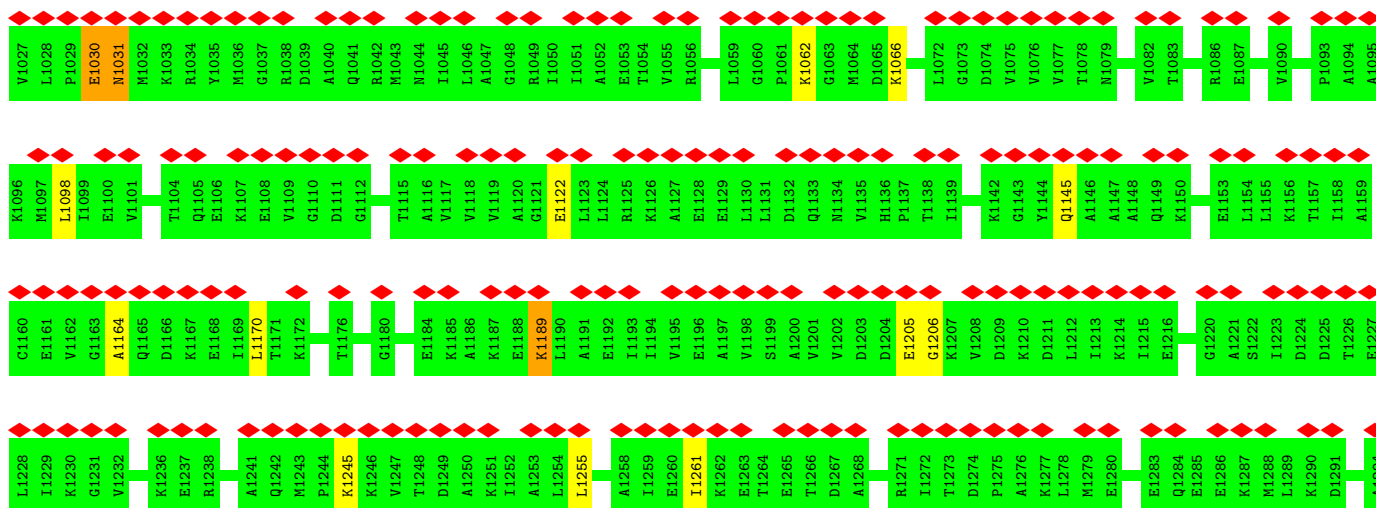 V1027 L1028 P1029 E1030 N1031 M1032 K1033 R1034 Y1035 M1036 G1037 R1038 D1039 A1040 Q1041 R1042 M1043 N1044 I1045 L1046 A1047 G1048 R1049 I1050 I1051 A1052 E1053 T1054 V1055 R1056 L1059 G1060 P1061 K1062 G1063 M1064 D1065 K1066 L1072 G1073 D1074 V1075 V1076 V1077 T1078 N1079 V1082 T1083 R1086 E1087 V1090 P1093 A1094 A1095
K1096 M1097 L1098 I1099 E1100 V1101 T1104 Q1105 E1106 K1107 E1108 V1109 G1110 D1111 G1112 T1115 A1116 V1117 V1118 V1119 A1120 G1121 E1122 L1123 L1124 R1125 K1126 A1127 E1128 E1129 L1130 L1131 D1132 Q1133 N1134 V1135 H1136 P1137 T1138 I1139 K1142 G1143 Y1144 Q1145 A1146 A1147 A1148 Q1149 K1150 E1153 L1154 L1155 K1156 T1157 I1158 A1159
C1160 E1161 V1162 G1163 A1164 Q1165 D1166 K1167 E1168 I1169 L1170 T1171 K1172 T1176 G1180 E1184 K1185 A1186 K1187 E1188 K1189 L1190 A1191 E1192 I1193 I1194 V1195 E1196 A1197 V1198 S1199 A1200 V1201 V1202 D1203 D1204 E1205 G1206 K1207 V1208 D1209 K1210 D1211 L1212 I1213 K1214 I1215 E1216 G1220 A1221 S1222 I1223 D1224 D1225 T1226 E1227
L1228 I1229 K1230 G1231 V1232 K1236 E1237 R1238 A1241 Q1242 M1243 P1244 K1245 K1246 V1247 T1248 D1249 A1250 K1251 I1252 A1253 L1254 L1255 A1258 I1259 E1260 I1261 K1262 E1263 T1264 E1265 T1266 D1267 A1268 R1271 I1272 T1273 D1274 P1275 A1276 K1277 L1278 M1279 E1280 E1283 Q1284 E1285 E1286 K1287 M1288 L1289 K1290 D1291